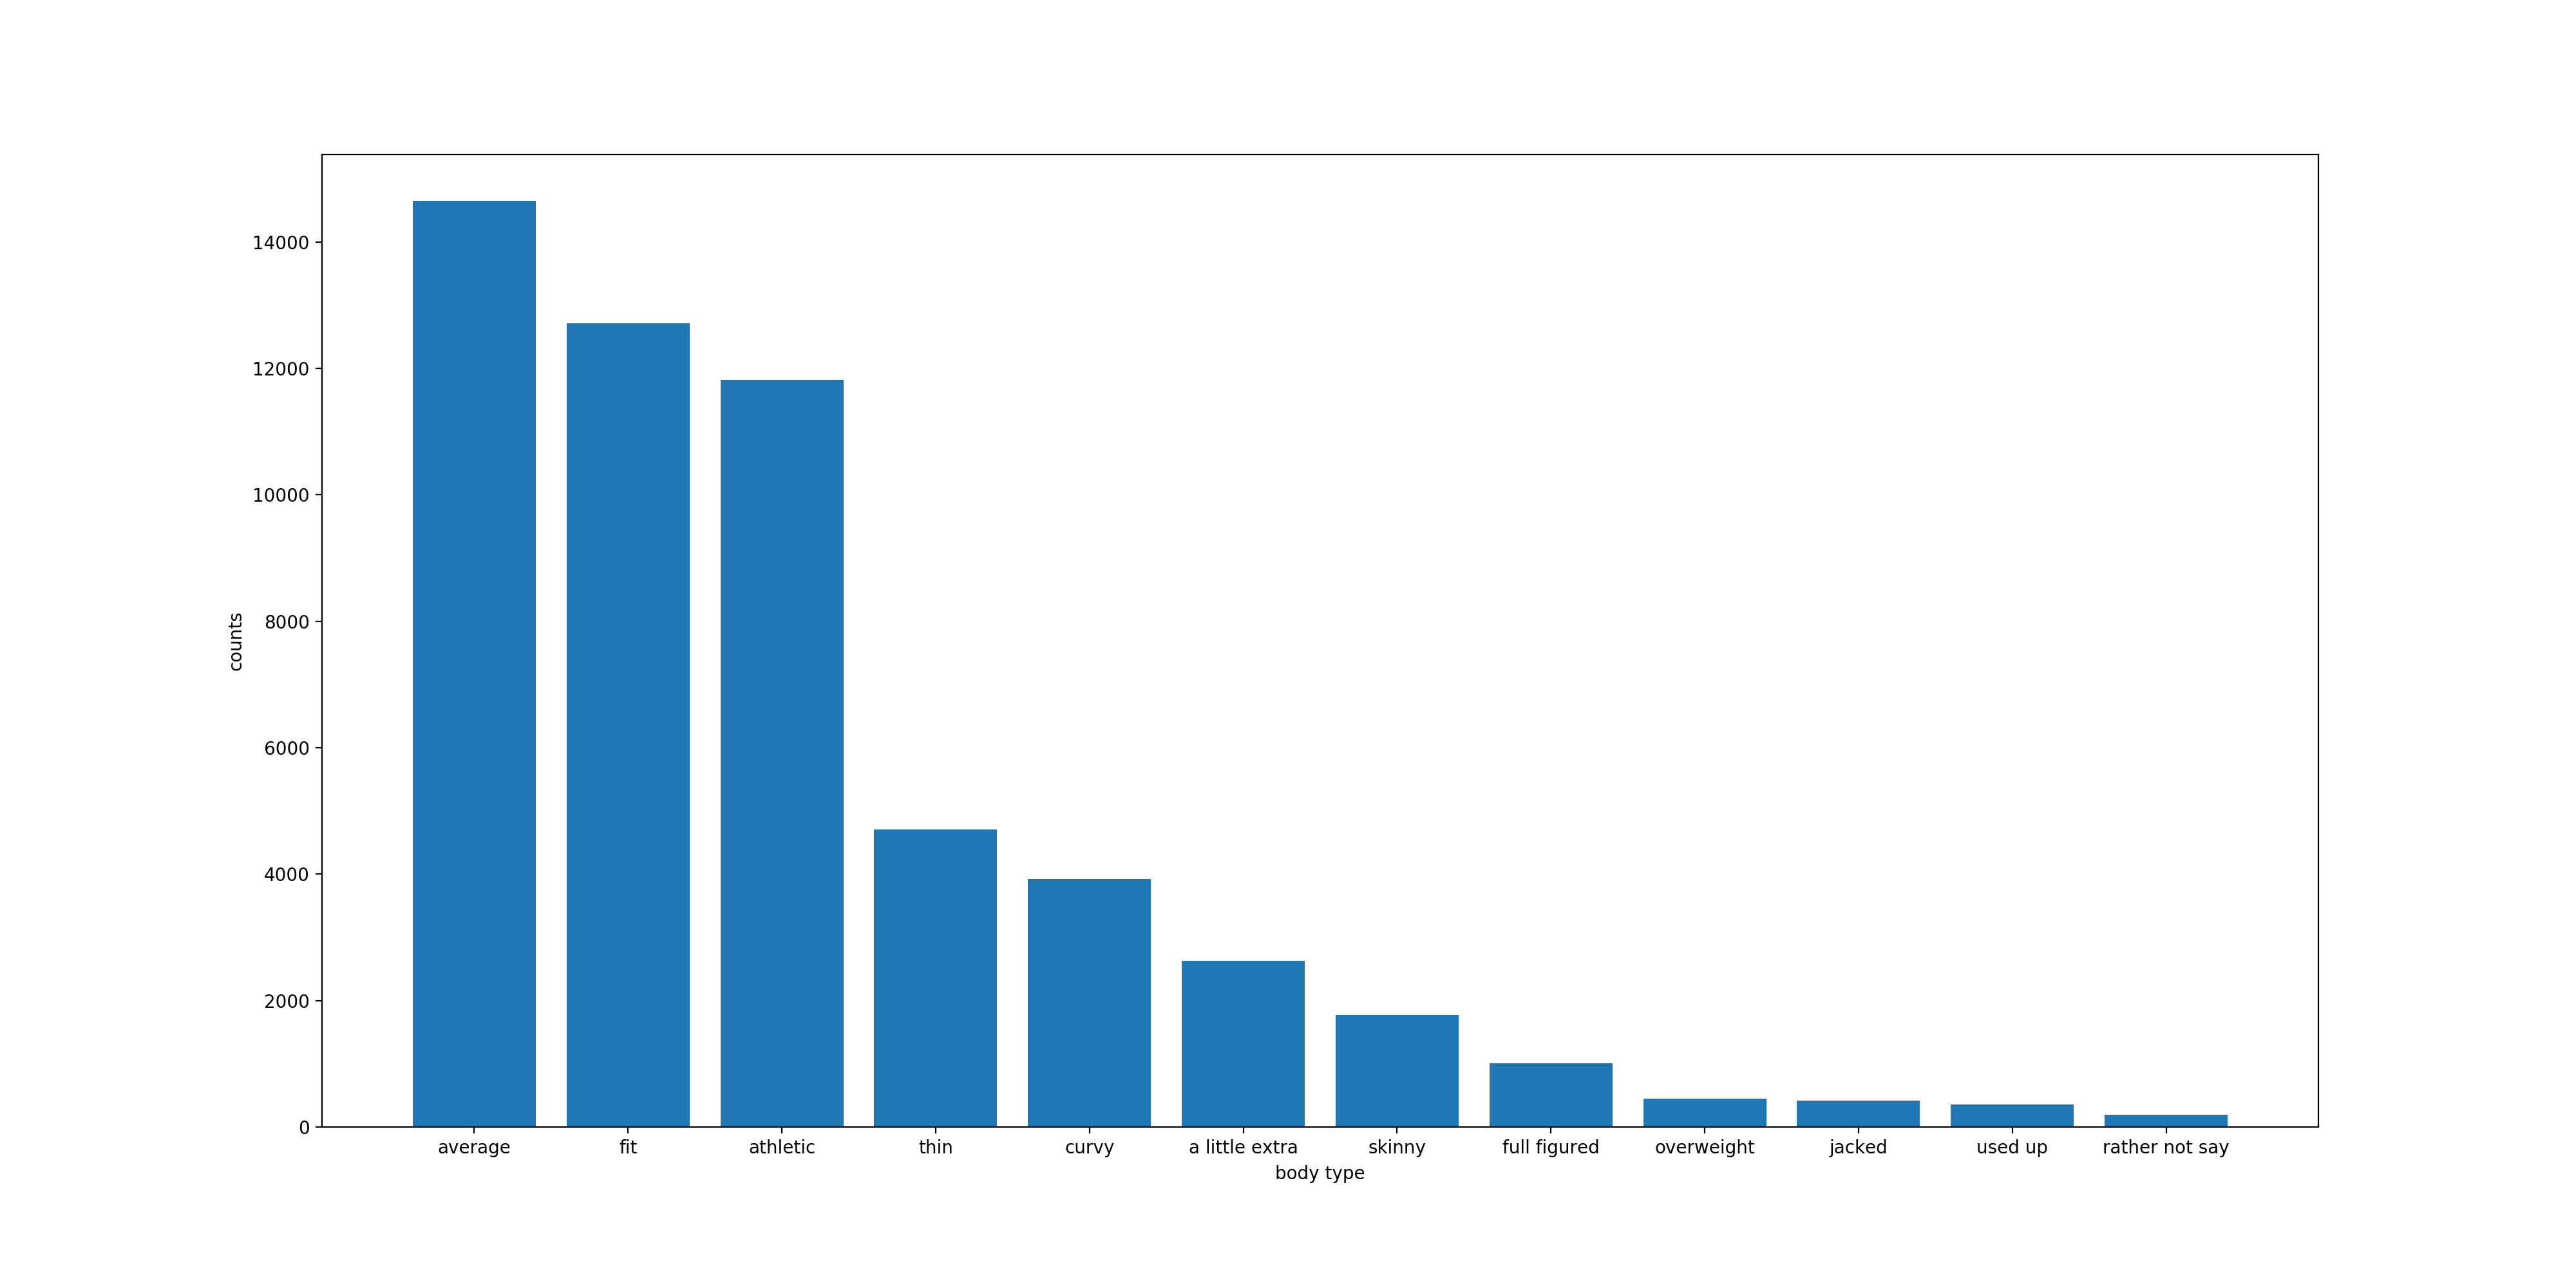 14000
12000
10000
8000
6000
4000
2000
0
counts
average fit athletic thin curvy a little extra skinny full figured overweight jacked used up rather not say
body type